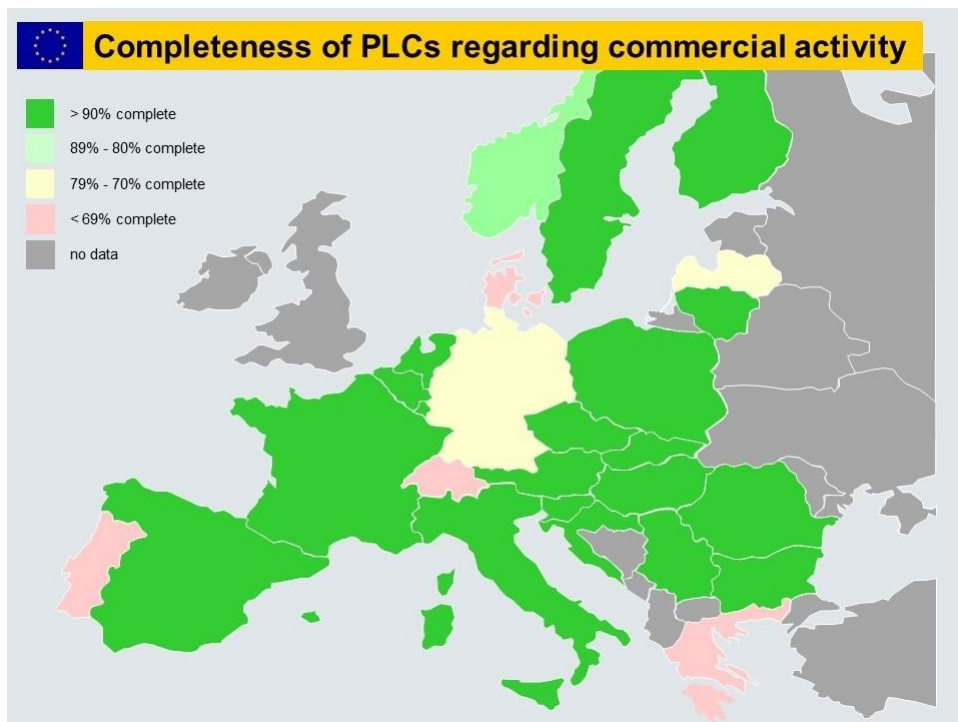 Completeness of PLCs regarding commercial activity
> 90% complete
89% - 80% complete
79% - 70% complete
< 69% complete
no data